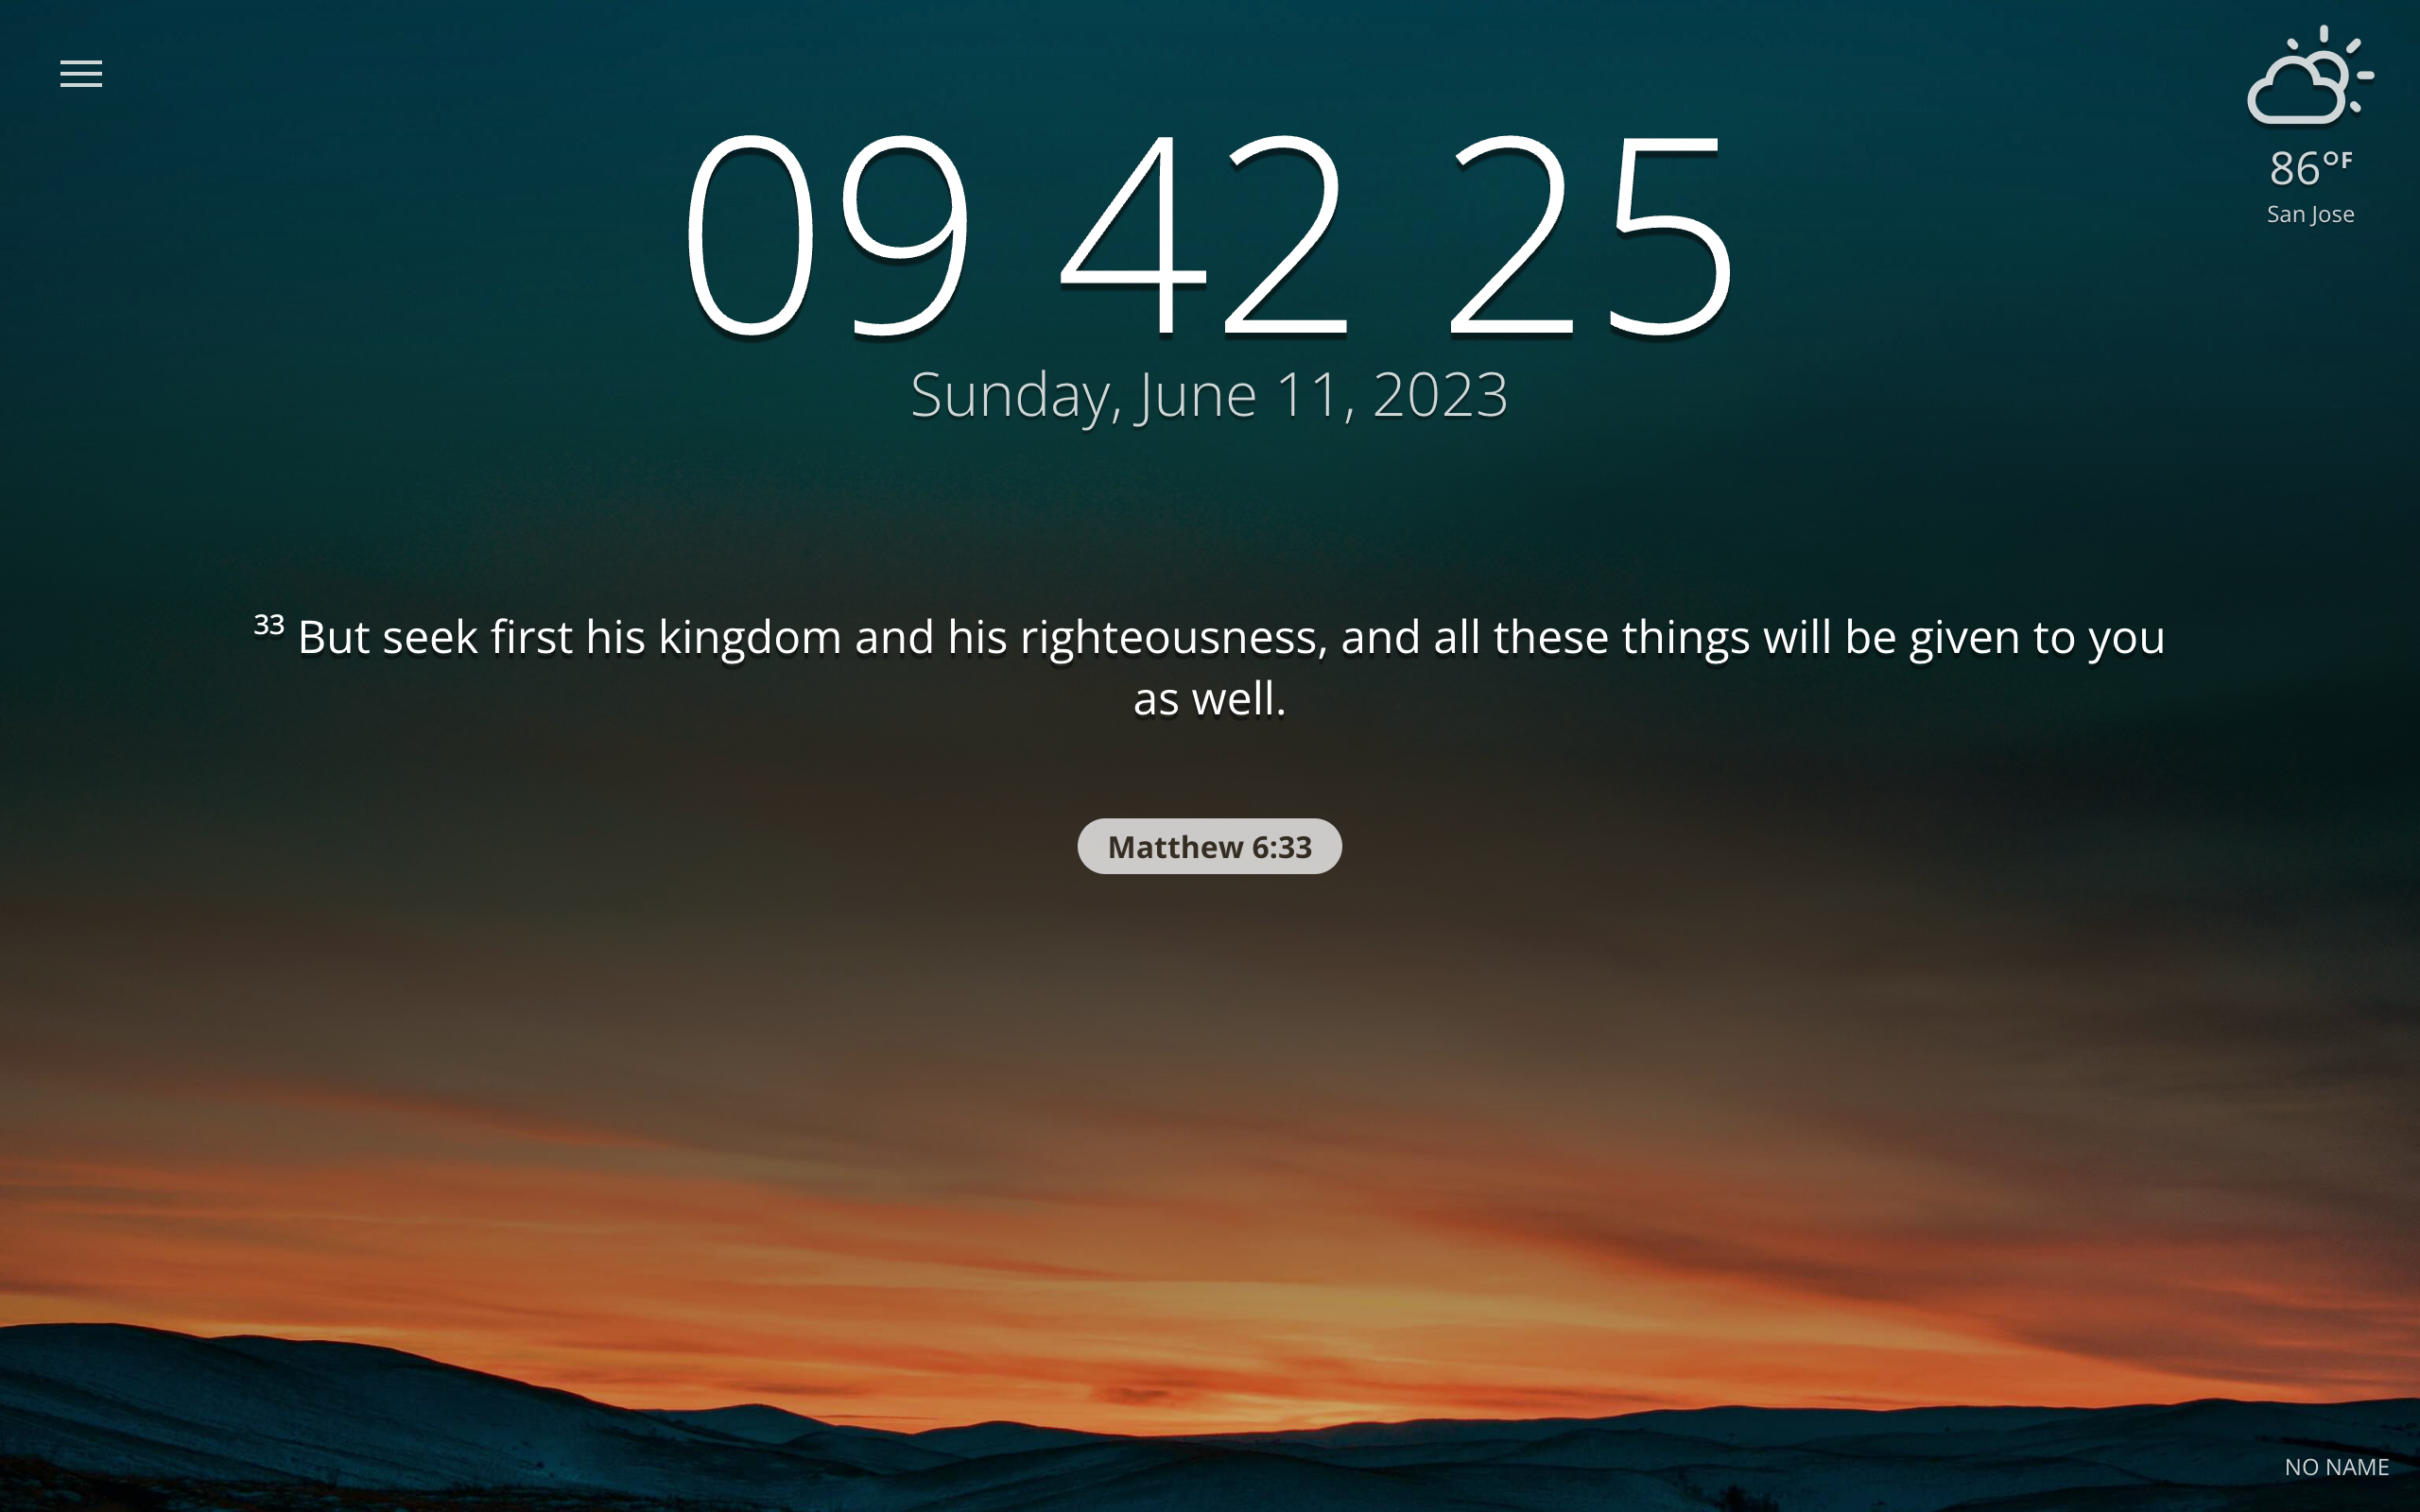 09 42 25
Sunday, June 11, 2023
86°F
San Jose
33 But seek first his kingdom and his righteousness, and all these things will be given to you
as well.
Matthew 6:33
NO NAME